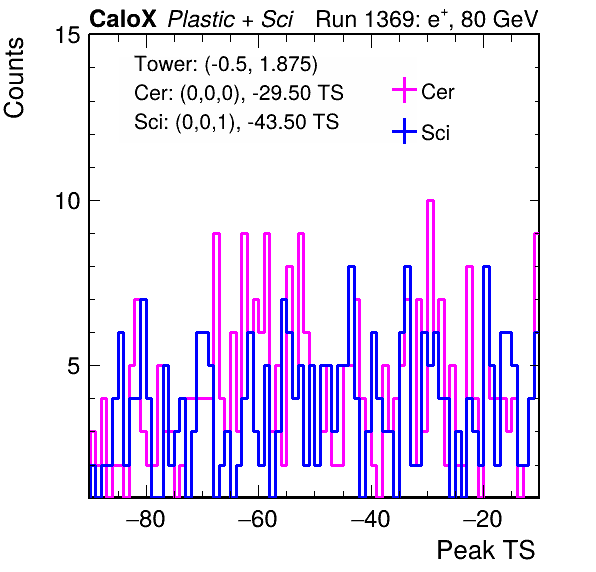 CaloX Plastic + Sci Run 1369: e⁺, 80 GeV
Counts
15
10
5
Tower: (-0.5, 1.875)
Cer: (0,0,0), -29.50 TS
Sci: (0,0,1), -43.50 TS
Cer
Sci
−80 −60 −40 −20
Peak TS